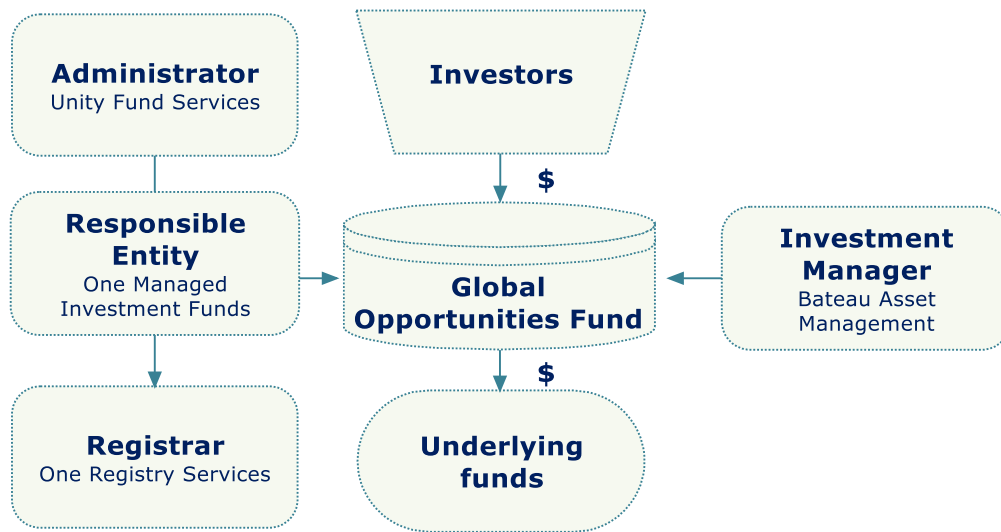 Administrator
Unity Fund Services
Investors
$
Responsible
Entity
One Managed
Investment Funds
Global
Opportunities Fund
Investment
Manager
Bateau Asset
Management
$
Registrar
One Registry Services
Underlying
funds